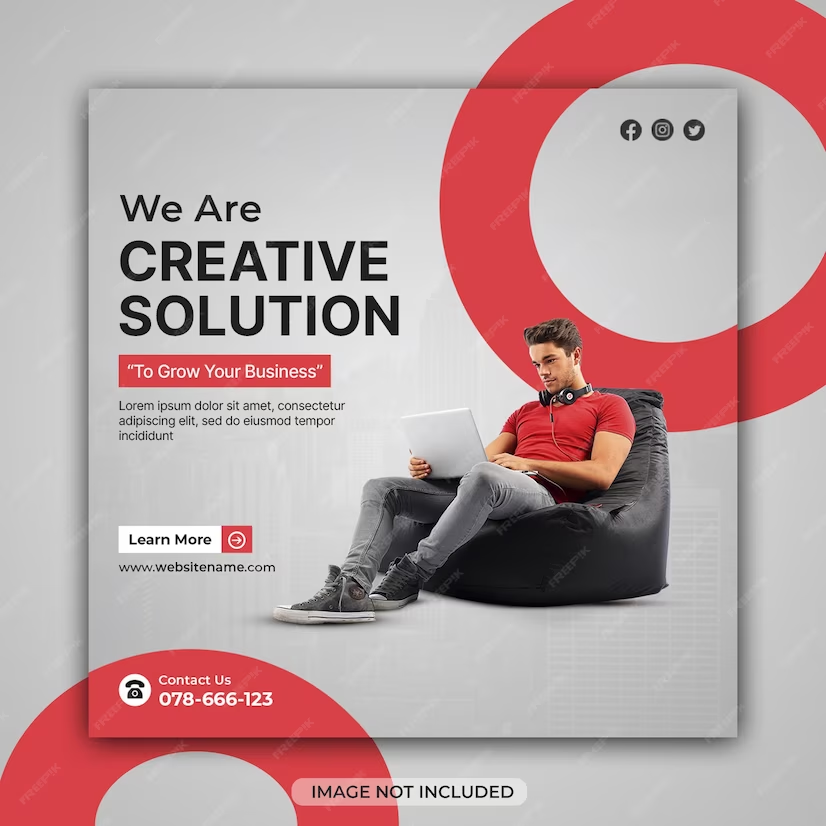 We Are
CREATIVE
SOLUTION
“To Grow Your Business”
Lorem ipsum dolor sit amet, consectetur
adipiscing elit, sed do eiusmod tempor
incididunt
Learn More
www.websitename.com
Contact Us
078-666-123
IMAGE NOT INCLUDED
FREEPIK